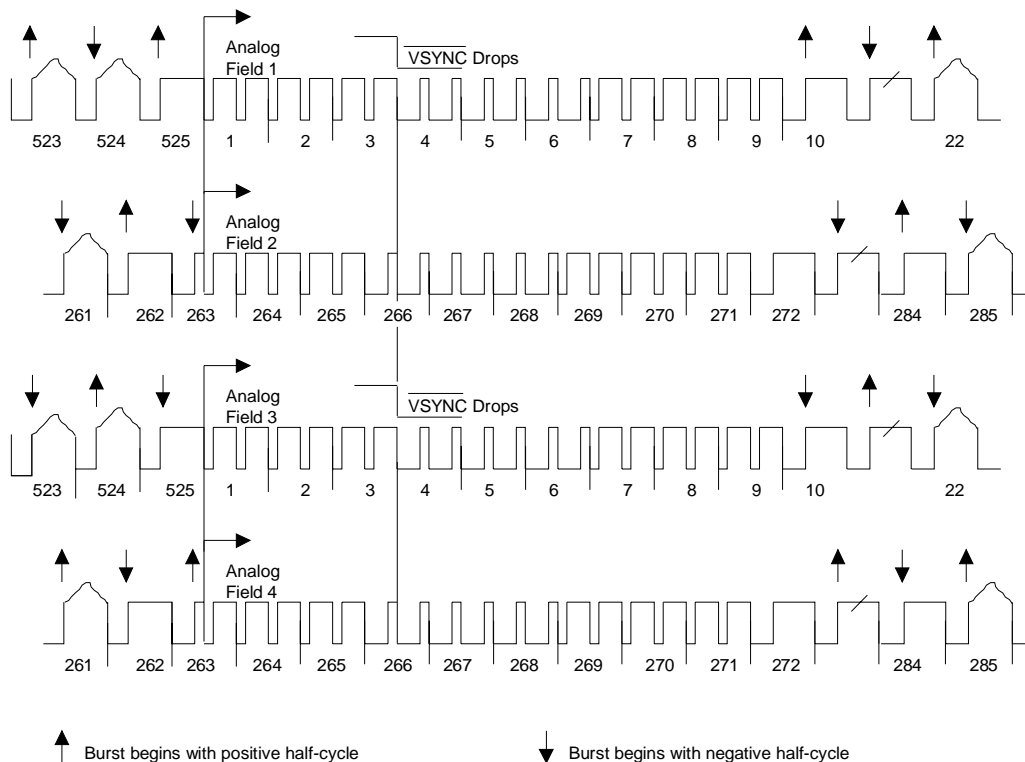 Analog
Field 1
VSYNC Drops
523 524 525 1 2 3 4 5 6 7 8 9 10 22
Analog
Field 2
261 262 263 264 265 266 267 268 269 270 271 272 284 285
Analog
Field 3
VSYNC Drops
523 524 525 1 2 3 4 5 6 7 8 9 10 22
Analog
Field 4
261 262 263 264 265 266 267 268 269 270 271 272 284 285
Burst begins with positive half-cycle
Burst begins with negative half-cycle